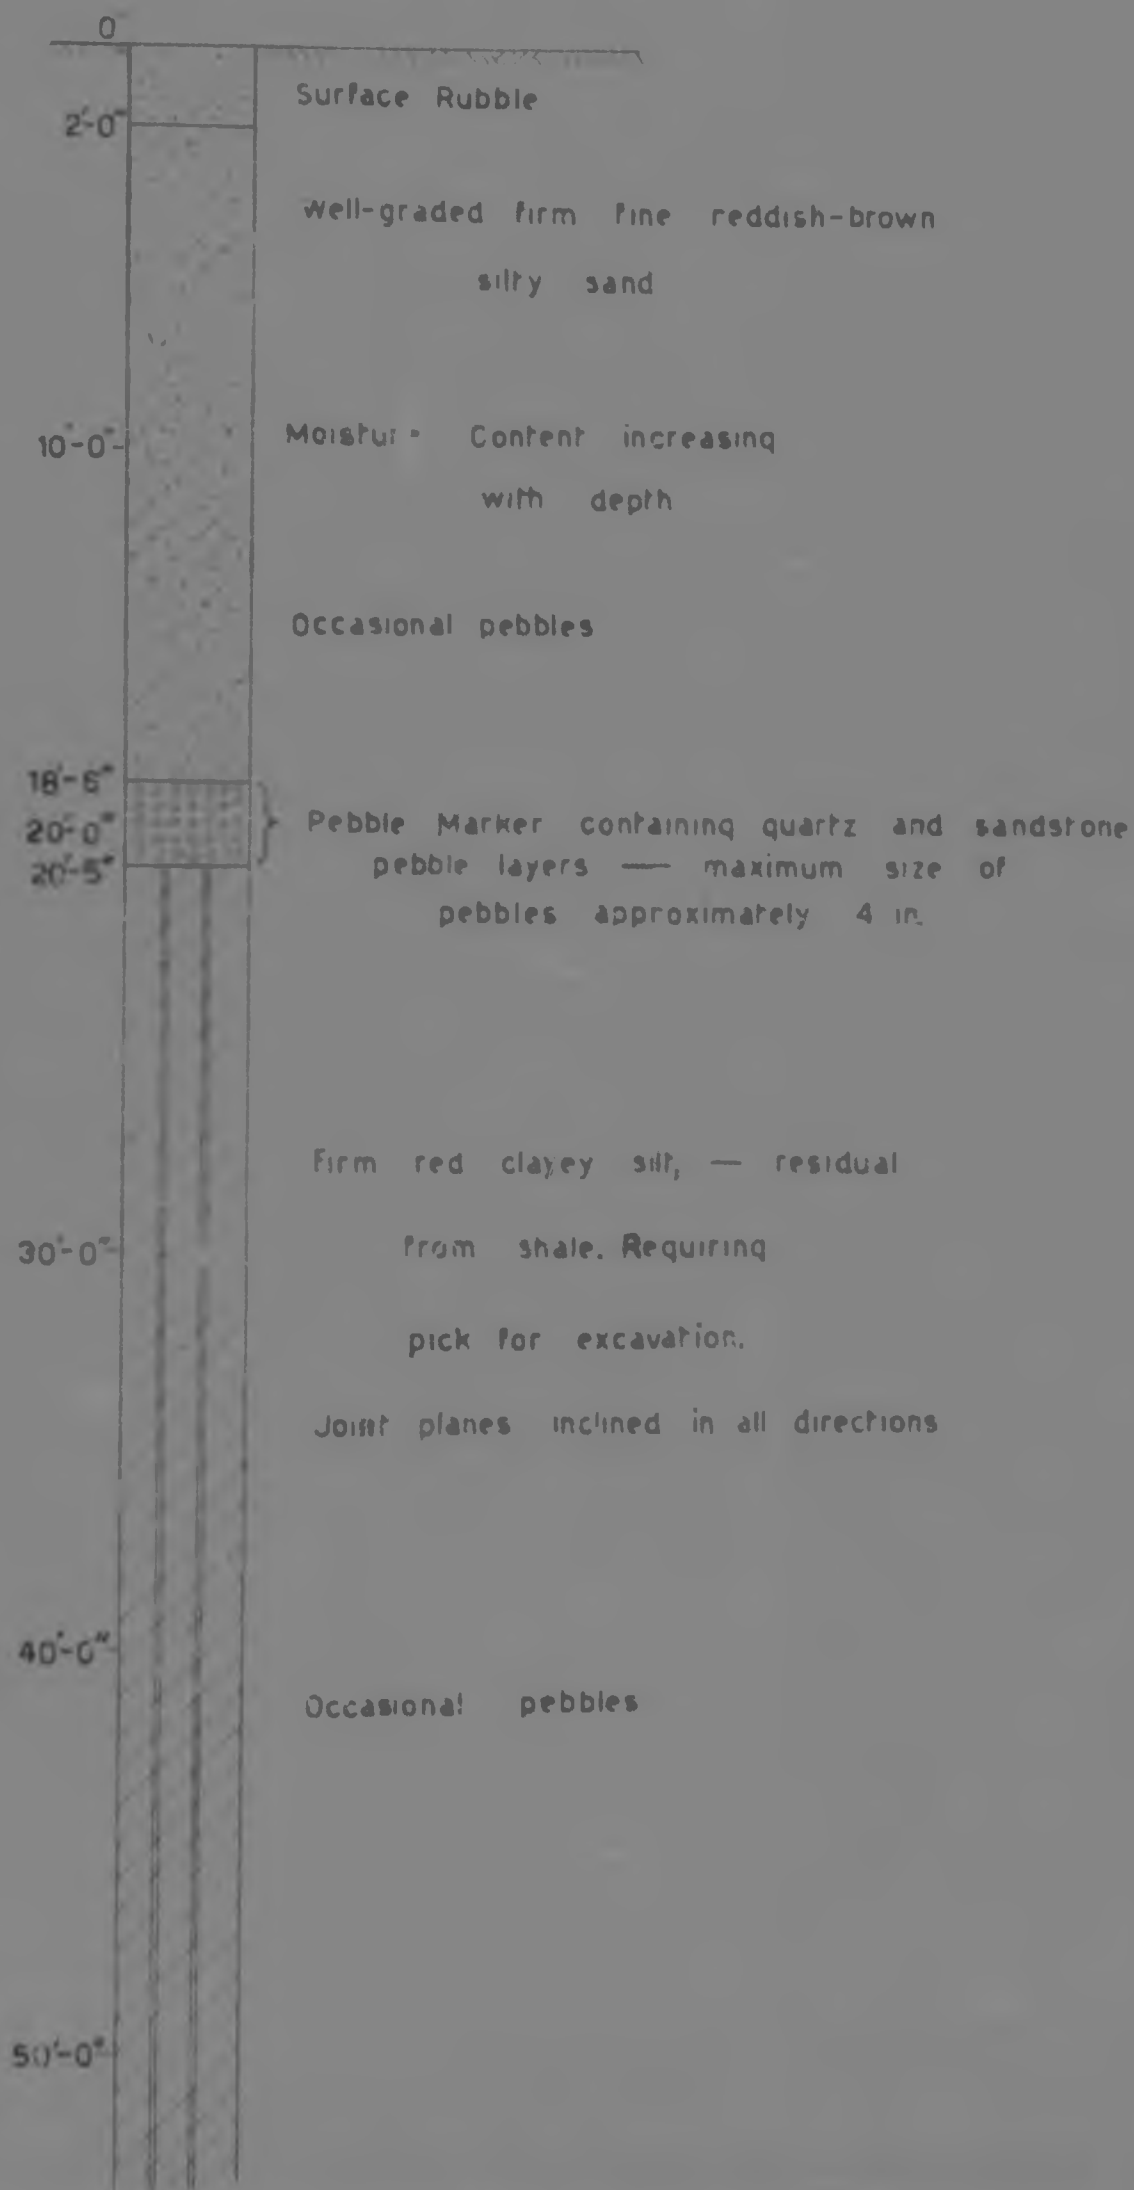 0
Surface Rubble
2'-0"
Well-graded firm fine reddish-brown
silty sand
10'-0"
Moisture Content increasing
with depth
Occasional pebbles
18'-6"
20'-0"
20'-5"
Pebble Marker containing quartz and sandstone
pebble layers — maximum size of
pebbles approximately 4 in.
Firm red clayey silt, — residual
30'-0"
from shale. Requiring
pick for excavation.
Joint planes inclined in all directions
40'-0"
Occasional pebbles
50'-0"